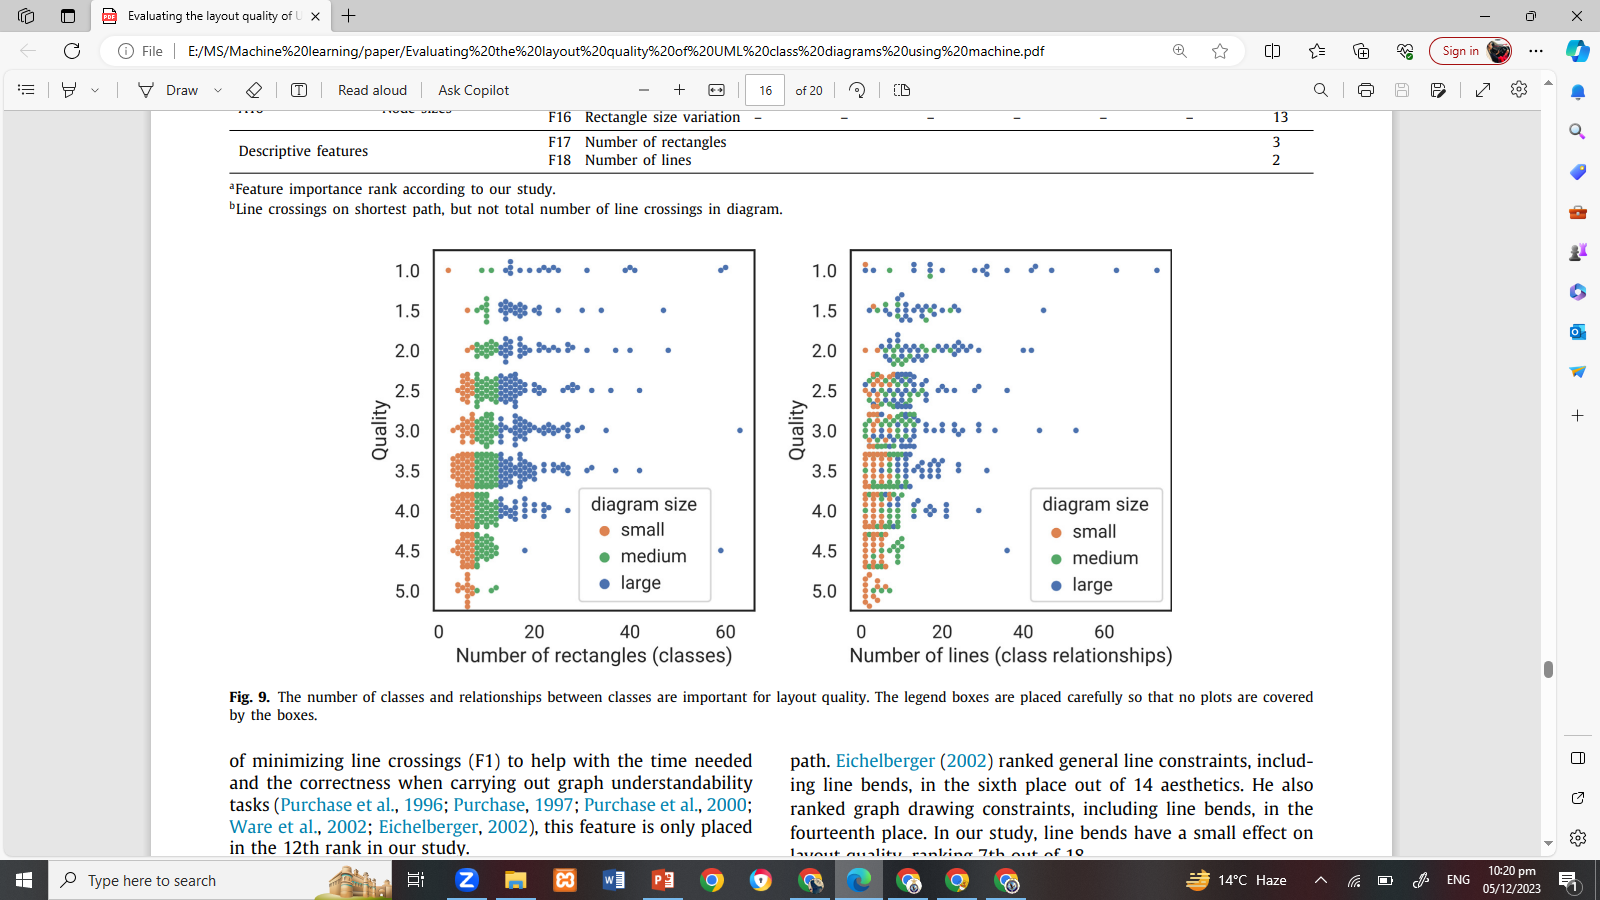 Evaluating the layout quality of U
File
E:/MS/Machine%20learning/paper/Evaluating%20the%20layout%20quality%20of%20UML%20class%20diagrams%20using%20machine.pdf
Sign in
Draw
Read aloud
Ask Copilot
16
of 20
F16 Rectangle size variation – – – – – – 13
Descriptive features
F17 Number of rectangles 3
F18 Number of lines 2
a Feature importance rank according to our study.
b Line crossings on shortest path, but not total number of line crossings in diagram.
Quality
1.0
1.5
2.0
2.5
3.0
3.5
4.0
4.5
5.0
diagram size
small
medium
large
0 20 40 60
Number of rectangles (classes)
Quality
1.0
1.5
2.0
2.5
3.0
3.5
4.0
4.5
5.0
diagram size
small
medium
large
0 20 40 60
Number of lines (class relationships)
Fig. 9. The number of classes and relationships between classes are important for layout quality. The legend boxes are placed carefully so that no plots are covered
by the boxes.
of minimizing line crossings (F1) to help with the time needed
and the correctness when carrying out graph understandability
tasks (Purchase et al., 1996; Purchase, 1997; Purchase et al., 2000;
Ware et al., 2002; Eichelberger, 2002), this feature is only placed
in the 12th rank in our study.
path. Eichelberger (2002) ranked general line constraints, includ-
ing line bends, in the sixth place out of 14 aesthetics. He also
ranked graph drawing constraints, including line bends, in the
fourteenth place. In our study, line bends have a small effect on
layout quality, ranking 7th out of 18.
Type here to search
14°C Haze
ENG
10:20 pm
05/12/2023
1